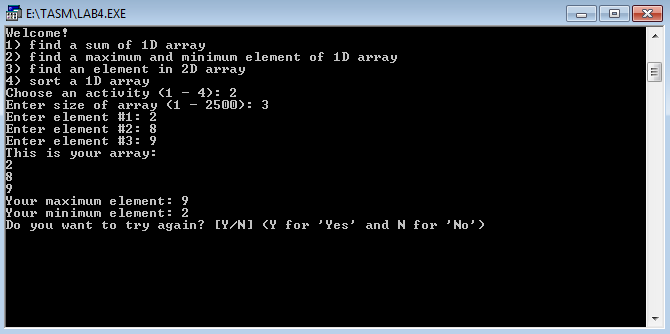 E:\TASM\LAB4.EXE
Welcome!
1) find a sum of 1D array
2) find a maximum and minimum element of 1D array
3) find an element in 2D array
4) sort a 1D array
Choose an activity (1 - 4): 2
Enter size of array (1 - 2500): 3
Enter element #1: 2
Enter element #2: 8
Enter element #3: 9
This is your array:
2
8
9
Your maximum element: 9
Your minimum element: 2
Do you want to try again? [Y/N] (Y for 'Yes' and N for 'No')